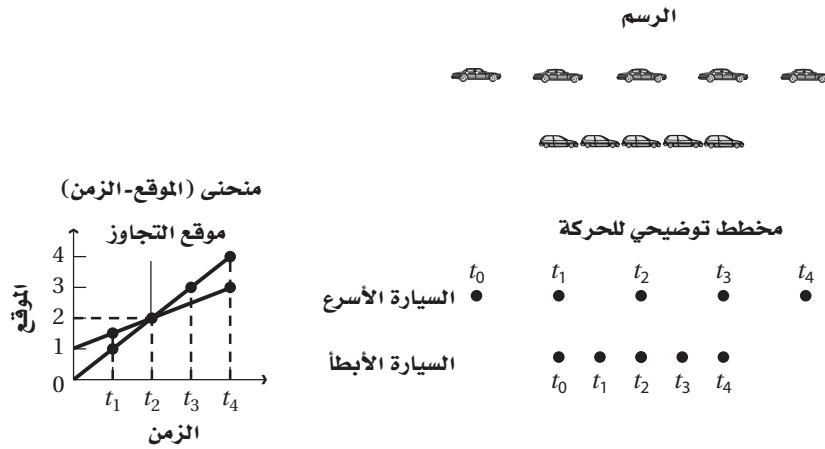 الرسم
مخطط توضيحي للحركة
t0 t1 t2 t3 t4
السيارة الأسرع
السيارة الأبطأ
t0 t1 t2 t3 t4
منحنى (الموقع-الزمن)
موقع التجاوز
الموقع
4
3
2
1
0
t1 t2 t3 t4
الزمن